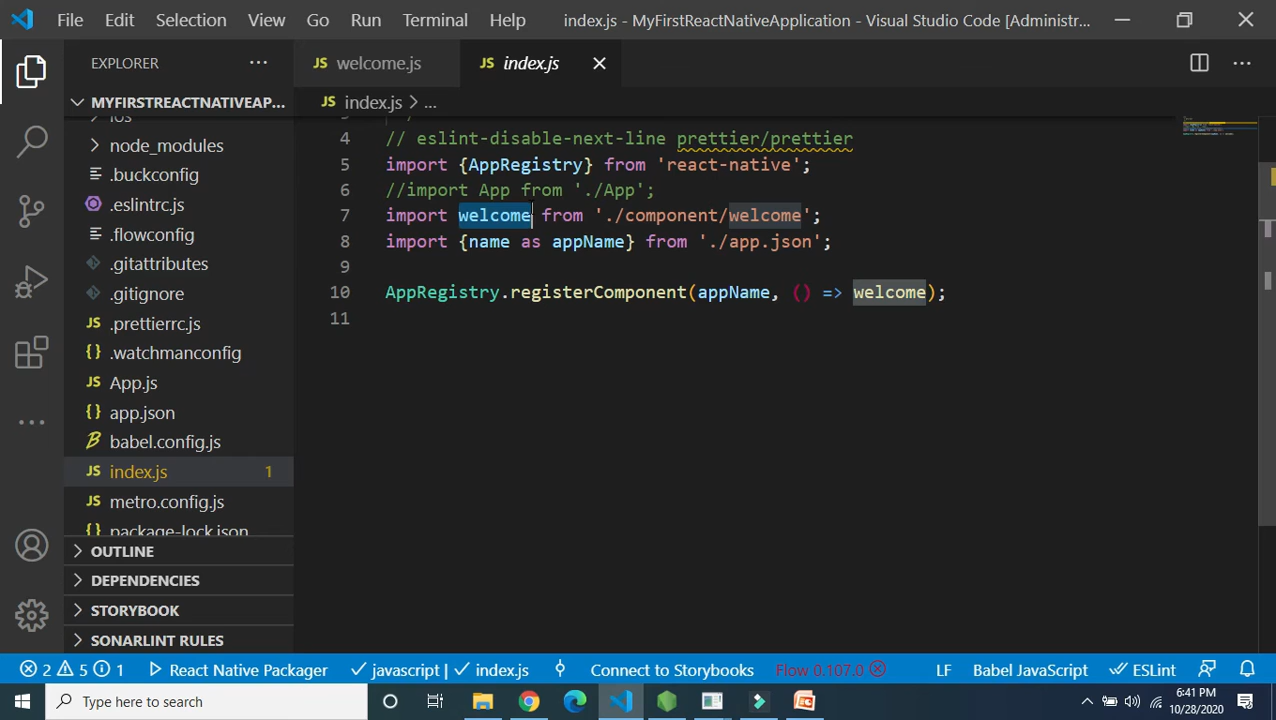 File Edit Selection View Go Run Terminal Help index.js - MyFirstReactNativeApplication - Visual Studio Code [Administr...
EXPLORER
welcome.js
index.js
MYFIRSTREACTNATIVEAP...
index.js > ...
ios
node_modules
.buckconfig
.eslintrc.js
.flowconfig
.gitattributes
.gitignore
.prettierrc.js
.watchmanconfig
App.js
app.json
babel.config.js
index.js 1
metro.config.js
package-lock.json
OUTLINE
DEPENDENCIES
STORYBOOK
SONARLINT RULES
4 // eslint-disable-next-line prettier/prettier
5 import {AppRegistry} from 'react-native';
6 //import App from './App';
7 import welcome from './component/welcome';
8 import {name as appName} from './app.json';
9
10 AppRegistry.registerComponent(appName, () => welcome);
11
2 5 1 React Native Packager javascript | index.js Connect to Storybooks Flow 0.107.0 LF Babel JavaScript ESLint
Type here to search
6:41 PM
10/28/2020